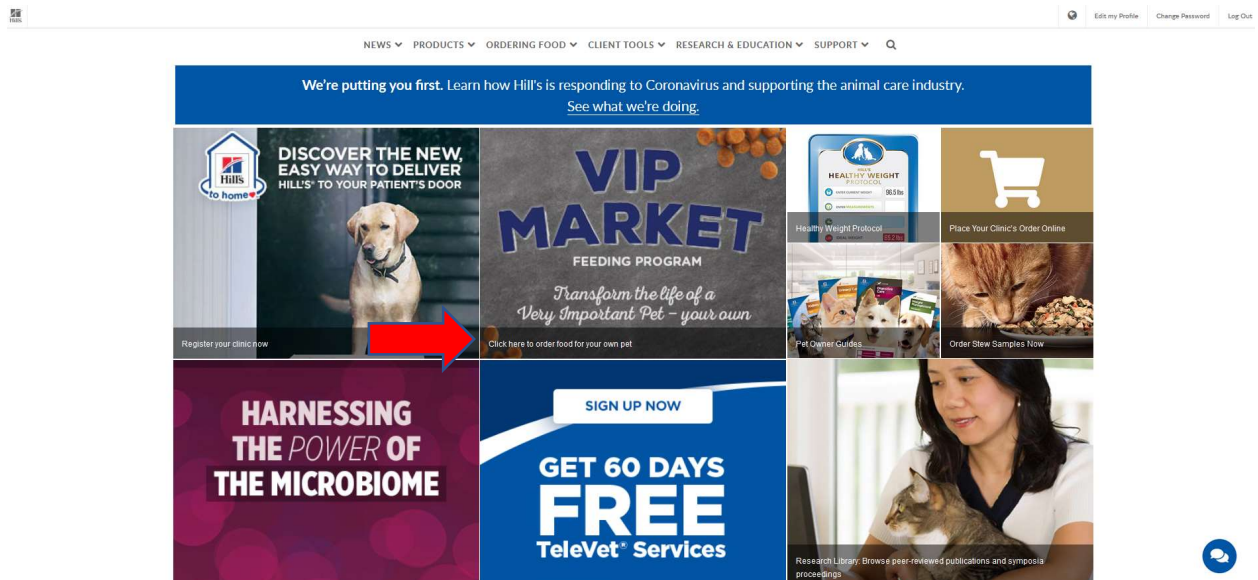 Hill's
Edit my Profile
Change Password
Log Out
NEWS
PRODUCTS
ORDERING FOOD
CLIENT TOOLS
RESEARCH & EDUCATION
SUPPORT
We're putting you first. Learn how Hill's is responding to Coronavirus and supporting the animal care industry.
See what we're doing.
Hill's
to home
DISCOVER THE NEW,
EASY WAY TO DELIVER
HILL'S® TO YOUR PATIENT'S DOOR
Register your clinic now
VIP
MARKET
FEEDING PROGRAM
Transform the life of a
Very Important Pet – your own
Click here to order food for your own pet
HILL'S
HEALTHY WEIGHT
PROTOCOL
96.5 lbs
Healthy Weight Protocol
Place Your Clinic's Order Online
Pet Owner Guides
Order Stew Samples Now
HARNESSING
THE POWER OF
THE MICROBIOME
SIGN UP NOW
GET 60 DAYS
FREE
TeleVet® Services
Research Library: Browse peer-reviewed publications and symposia
proceedings